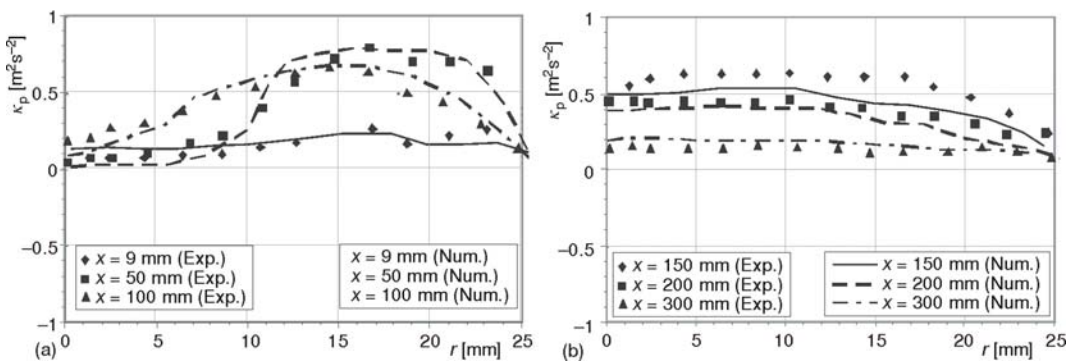 κp [m²s⁻²]
1
0.5
0
−0.5
−1
0 5 10 15 20 25
(a) r [mm]
x = 9 mm (Exp.)
x = 50 mm (Exp.)
x = 100 mm (Exp.)
x = 9 mm (Num.)
x = 50 mm (Num.)
x = 100 mm (Num.)
κp [m²s⁻²]
1
0.5
0
−0.5
−1
0 5 10 15 20 25
(b) r [mm]
x = 150 mm (Exp.)
x = 200 mm (Exp.)
x = 300 mm (Exp.)
x = 150 mm (Num.)
x = 200 mm (Num.)
x = 300 mm (Num.)